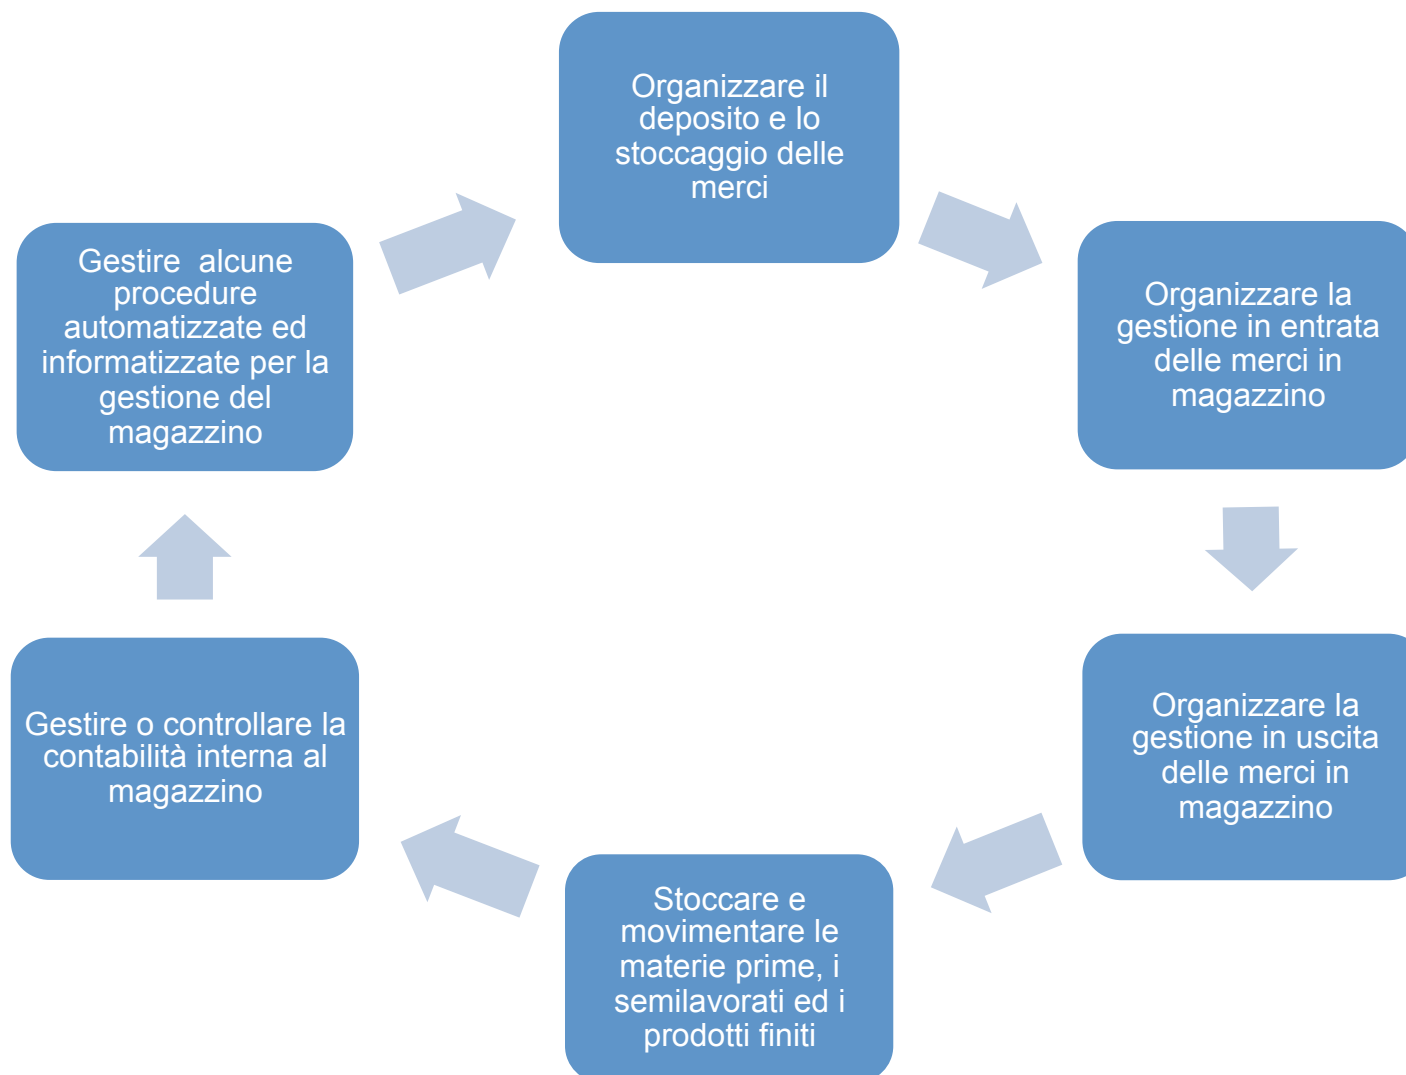 Organizzare il
deposito e lo
stoccaggio delle
merci
Organizzare la
gestione in entrata
delle merci in
magazzino
Organizzare la
gestione in uscita
delle merci in
magazzino
Stoccare e
movimentare le
materie prime, i
semilavorati ed i
prodotti finiti
Gestire o controllare la
contabilità interna al
magazzino
Gestire  alcune
procedure
automatizzate ed
informatizzate per la
gestione del
magazzino